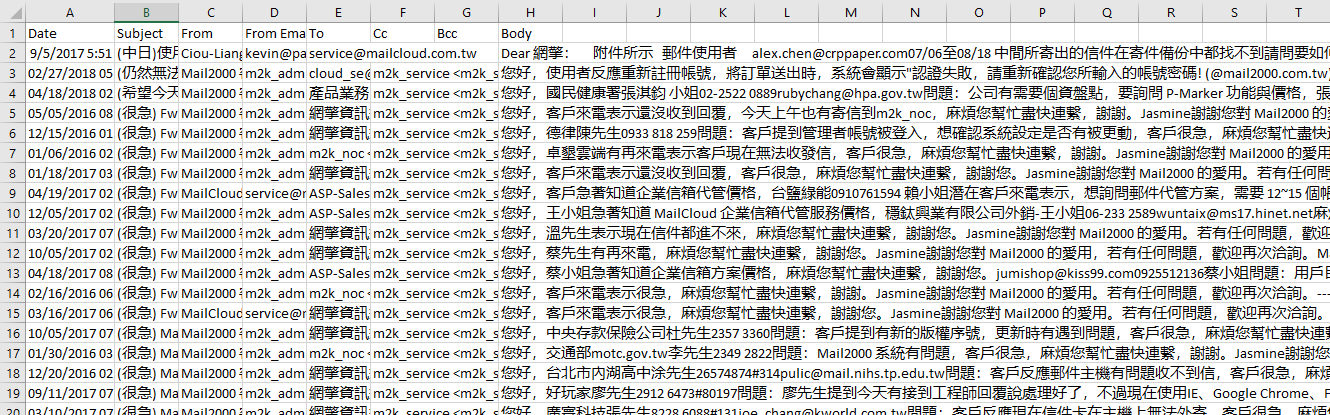 A B C D E F G H I J K L M N O P Q R S T
1 Date Subject From From Ema To Cc Bcc Body
2 9/5/2017 5:51 (中日)使用 Ciou-Liang kevin@pa service@mailcloud.com.tw Dear 網擎： 附件所示 郵件使用者 alex.chen@crppaper.com07/06至08/18 中間所寄出的信件在寄件備份中都找不到請問要如何
3 02/27/2018 05 (仍然無法 Mail2000 m2k_adm cloud_se@ m2k_service <m2k_s 您好，使用者反應重新註冊帳號，將訂單送出時，系統會顯示"認證失敗，請重新確認您所輸入的帳號密碼! (@mail2000.com.tw)
4 04/18/2018 02 (希望今天 Mail2000 m2k_adm 產品業務 m2k_service <m2k_s 您好，國民健康署張淇鈞 小姐02-2522 0889rubychang@hpa.gov.tw問題：公司有需要個資盤點，要詢問 P-Marker 功能與價格，張
5 05/05/2016 08 (很急) Fw Mail2000 m2k_adm 網擎資訊 m2k_service <m2k_s 您好，客戶來電表示還沒收到回覆，今天上午也有寄信到m2k_noc，麻煩您幫忙盡快連繫，謝謝。Jasmine謝謝您對 Mail2000 的
6 12/15/2016 01 (很急) Fw Mail2000 m2k_adm 網擎資訊 m2k_service <m2k_s 您好，德律陳先生0933 818 259問題：客戶提到管理者帳號被登入，想確認系統設定是否有被更動，客戶很急，麻煩您幫忙盡快
7 01/06/2016 02 (很急) Fw Mail2000 m2k_adm m2k_noc < m2k_service <m2k_s 您好，卓墾雲端有再來電表示客戶現在無法收發信，客戶很急，麻煩您幫忙盡快連繫，謝謝。Jasmine謝謝您對 Mail2000 的愛用
8 01/18/2017 03 (很急) Fw Mail2000 m2k_adm 網擎資訊 m2k_service <m2k_s 您好，客戶來電表示還沒收到回覆，客戶很急，麻煩您幫忙盡快連繫，謝謝。Jasmine謝謝您對 Mail2000 的愛用。若有任何問
9 04/19/2017 02 (很急) Fw MailCloud service@m ASP-Sales m2k_service <m2k_s 您好，客戶急著知道企業信箱代管價格，台鹽綠能0910761594 賴小姐潛在客戶來電表示，想詢問郵件代管方案，需要 12~15 個帳
10 12/05/2017 02 (很急) Fw Mail2000 m2k_adm ASP-Sales m2k_service <m2k_s 您好，王小姐急著知道 MailCloud 企業信箱代管服務價格，穩鈦興業有限公司外銷-王小姐06-233 2589wuntaix@ms17.hinet.net麻
11 03/20/2017 07 (很急) Fw Mail2000 m2k_adm 網擎資訊 m2k_service <m2k_s 您好，溫先生表示現在信件都進不來，麻煩您幫忙盡快連繫，謝謝您。Jasmine謝謝您對 Mail2000 的愛用。若有任何問題，歡迎
12 10/05/2017 02 (很急) Fw Mail2000 m2k_adm 網擎資訊 m2k_service <m2k_s 您好，蔡先生有再來電，麻煩您幫忙盡快連繫，謝謝您。Jasmine謝謝您對 Mail2000 的愛用。若有任何問題，歡迎再次洽詢。M
13 04/18/2017 08 (很急) Fw Mail2000 m2k_adm ASP-Sales m2k_service <m2k_s 您好，蔡小姐急著知道企業信箱方案價格，麻煩您幫忙盡快連繫，謝謝您。jumishop@kiss99.com0925512136蔡小姐問題：用戶目
14 02/16/2016 06 (很急) Fw Mail2000 m2k_adm m2k_noc < m2k_service <m2k_s 您好，客戶來電表示很急，麻煩您幫忙盡快連繫，謝謝。Jasmine謝謝您對 Mail2000 的愛用。若有任何問題，歡迎再次洽詢。--
15 03/16/2017 06 (很急) Fw MailCloud service@m 網擎資訊 m2k_service <m2k_s 您好，客戶來電表示很急，麻煩您幫忙盡快連繫，謝謝。Jasmine謝謝您對 Mail2000 的愛用。若有任何問題，歡迎再次洽詢。
16 10/05/2017 07 (很急) Ma Mail2000 m2k_adm 網擎資訊 m2k_service <m2k_s 您好，中央存款保險公司杜先生2357 3360問題：客戶提到有新的版權序號，更新時有遇到問題，客戶很急，麻煩您幫忙盡快連繫
17 01/30/2016 03 (很急) Ma Mail2000 m2k_adm m2k_noc < m2k_service <m2k_s 您好，交通部motc.gov.tw李先生2349 2822問題：Mail2000 系統有問題，客戶很急，麻煩您幫忙盡快連繫，謝謝。Jasmine謝謝
18 12/20/2016 02 (很急) Ma Mail2000 m2k_adm 網擎資訊 m2k_service <m2k_s 您好，台北市內湖高中涂先生26574874#314pulic@mail.nihs.tp.edu.tw問題：客戶反應郵件主機有問題收不到信，客戶很急，麻煩
19 09/11/2017 07 (很急) Ma Mail2000 m2k_adm 網擎資訊 m2k_service <m2k_s 您好，好玩家廖先生2912 6473#80197問題：廖先生提到今天有接到工程師回覆說處理好了，不過現在使用IE、Google Chrome、F
20 03/10/2017 07 (很急) Ma Mail2000 m2k_adm 網擎資訊 m2k_service <m2k_s